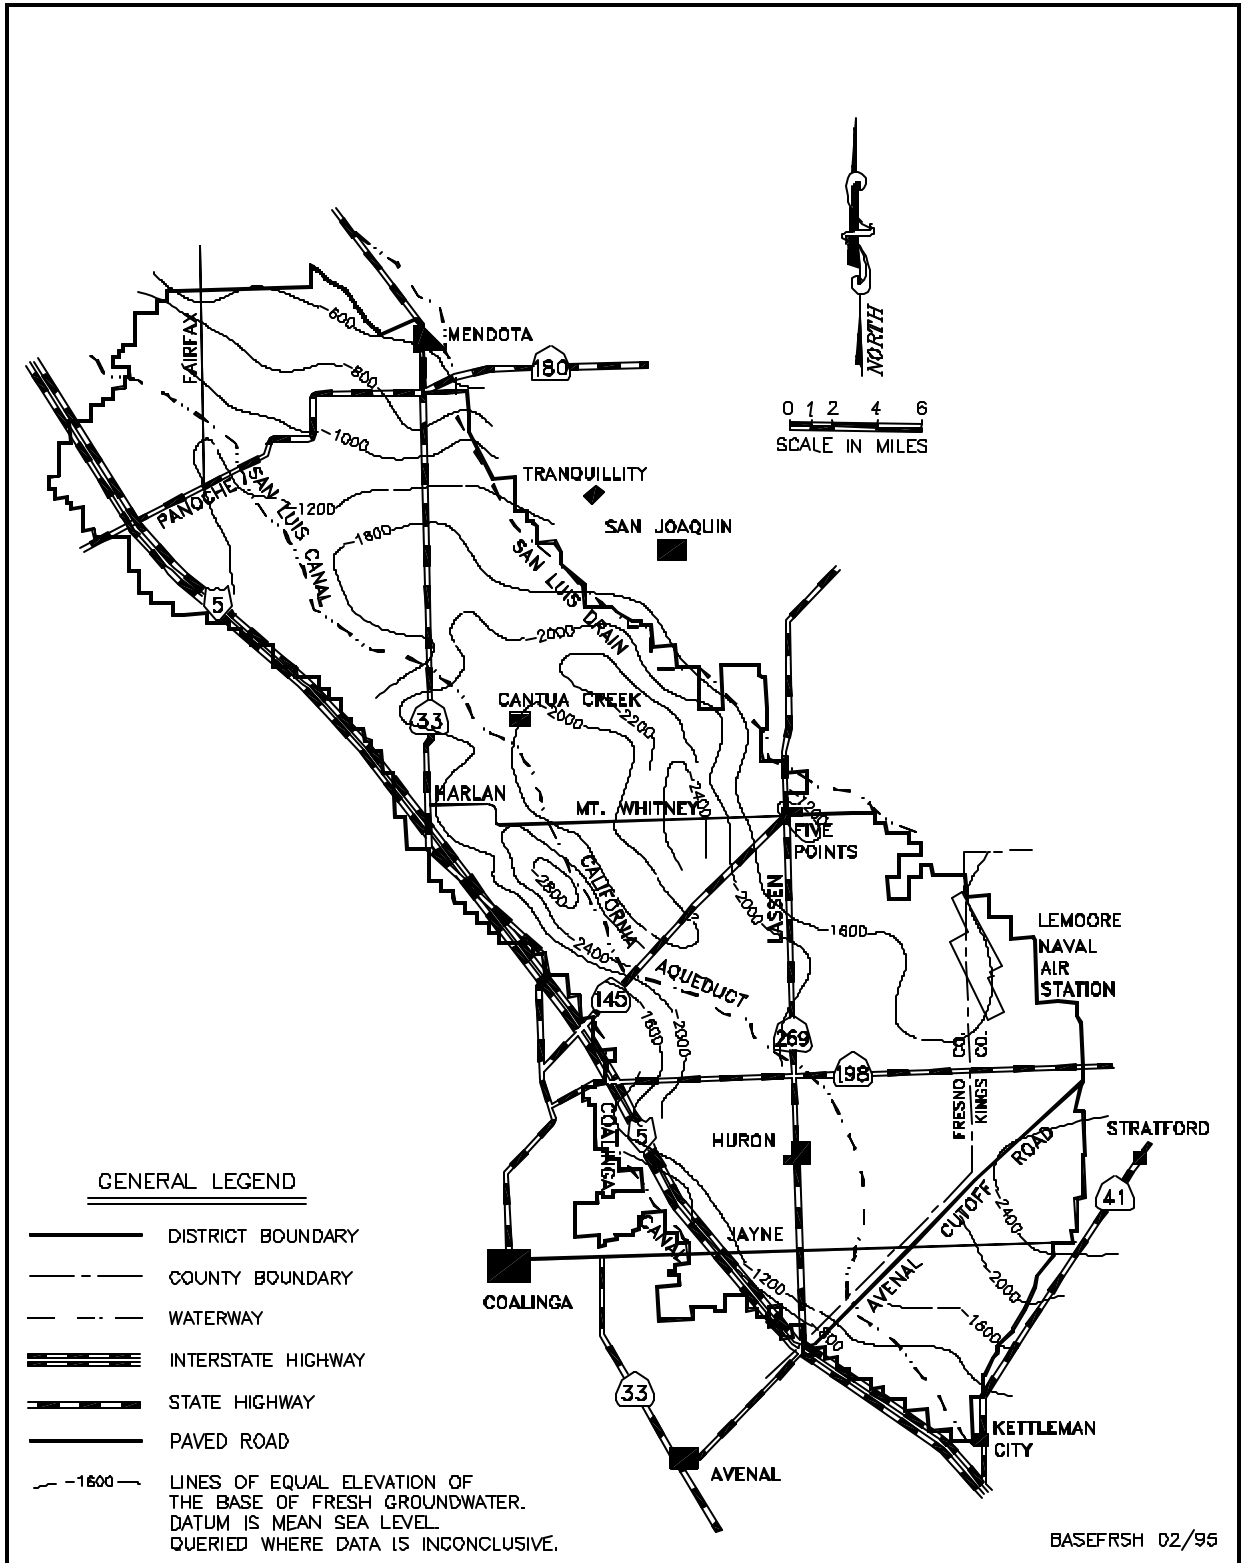 -600
MENDOTA
FAIRFAX
180
-800
NORTH
0 1 2 4 6
SCALE IN MILES
-1000
TRANQUILLITY
PANOCHE
SAN LUIS CANAL
-1200
SAN JOAQUIN
-1600
SAN LUIS DRAIN
5
-2000
CANTUA CREEK
33
-2000
-2200
HARLAN
-2400
MT. WHITNEY
-1200
FIVE
POINTS
-2800
CALIFORNIA
LASSEN
-2000
-1600
LEMOORE
NAVAL
AIR
STATION
-2400
AQUEDUCT
145
-1600
-2000
269
198
FRESNO CO.
KINGS CO.
COALINGA
CANAL
5
HURON
ROAD
STRATFORD
41
CUTOFF
-2400
JAYNE
AVENAL
-2000
COALINGA
-1200
-1600
-1600
33
KETTLEMAN
CITY
AVENAL
GENERAL LEGEND
DISTRICT BOUNDARY
COUNTY BOUNDARY
WATERWAY
INTERSTATE HIGHWAY
STATE HIGHWAY
PAVED ROAD
-1600
LINES OF EQUAL ELEVATION OF
THE BASE OF FRESH GROUNDWATER.
DATUM IS MEAN SEA LEVEL.
QUERIED WHERE DATA IS INCONCLUSIVE.
BASEFRSH 02/95